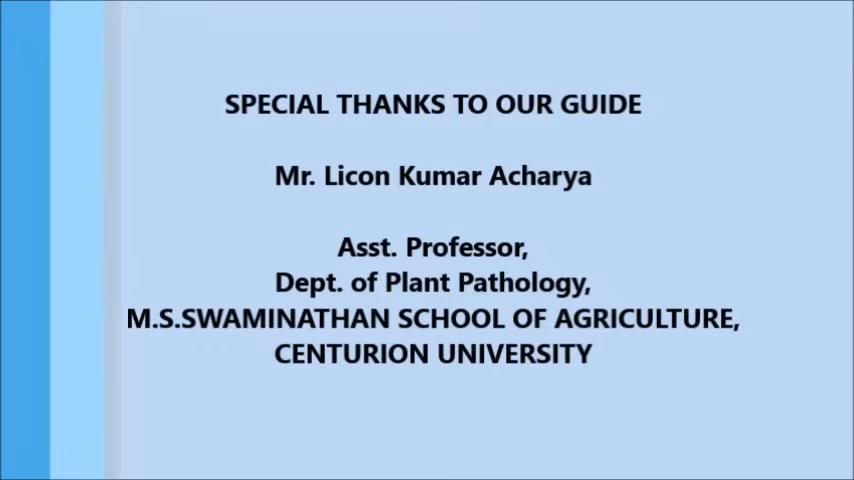 SPECIAL THANKS TO OUR GUIDE
Mr. Licon Kumar Acharya
Asst. Professor,
Dept. of Plant Pathology,
M.S.SWAMINATHAN SCHOOL OF AGRICULTURE,
CENTURION UNIVERSITY